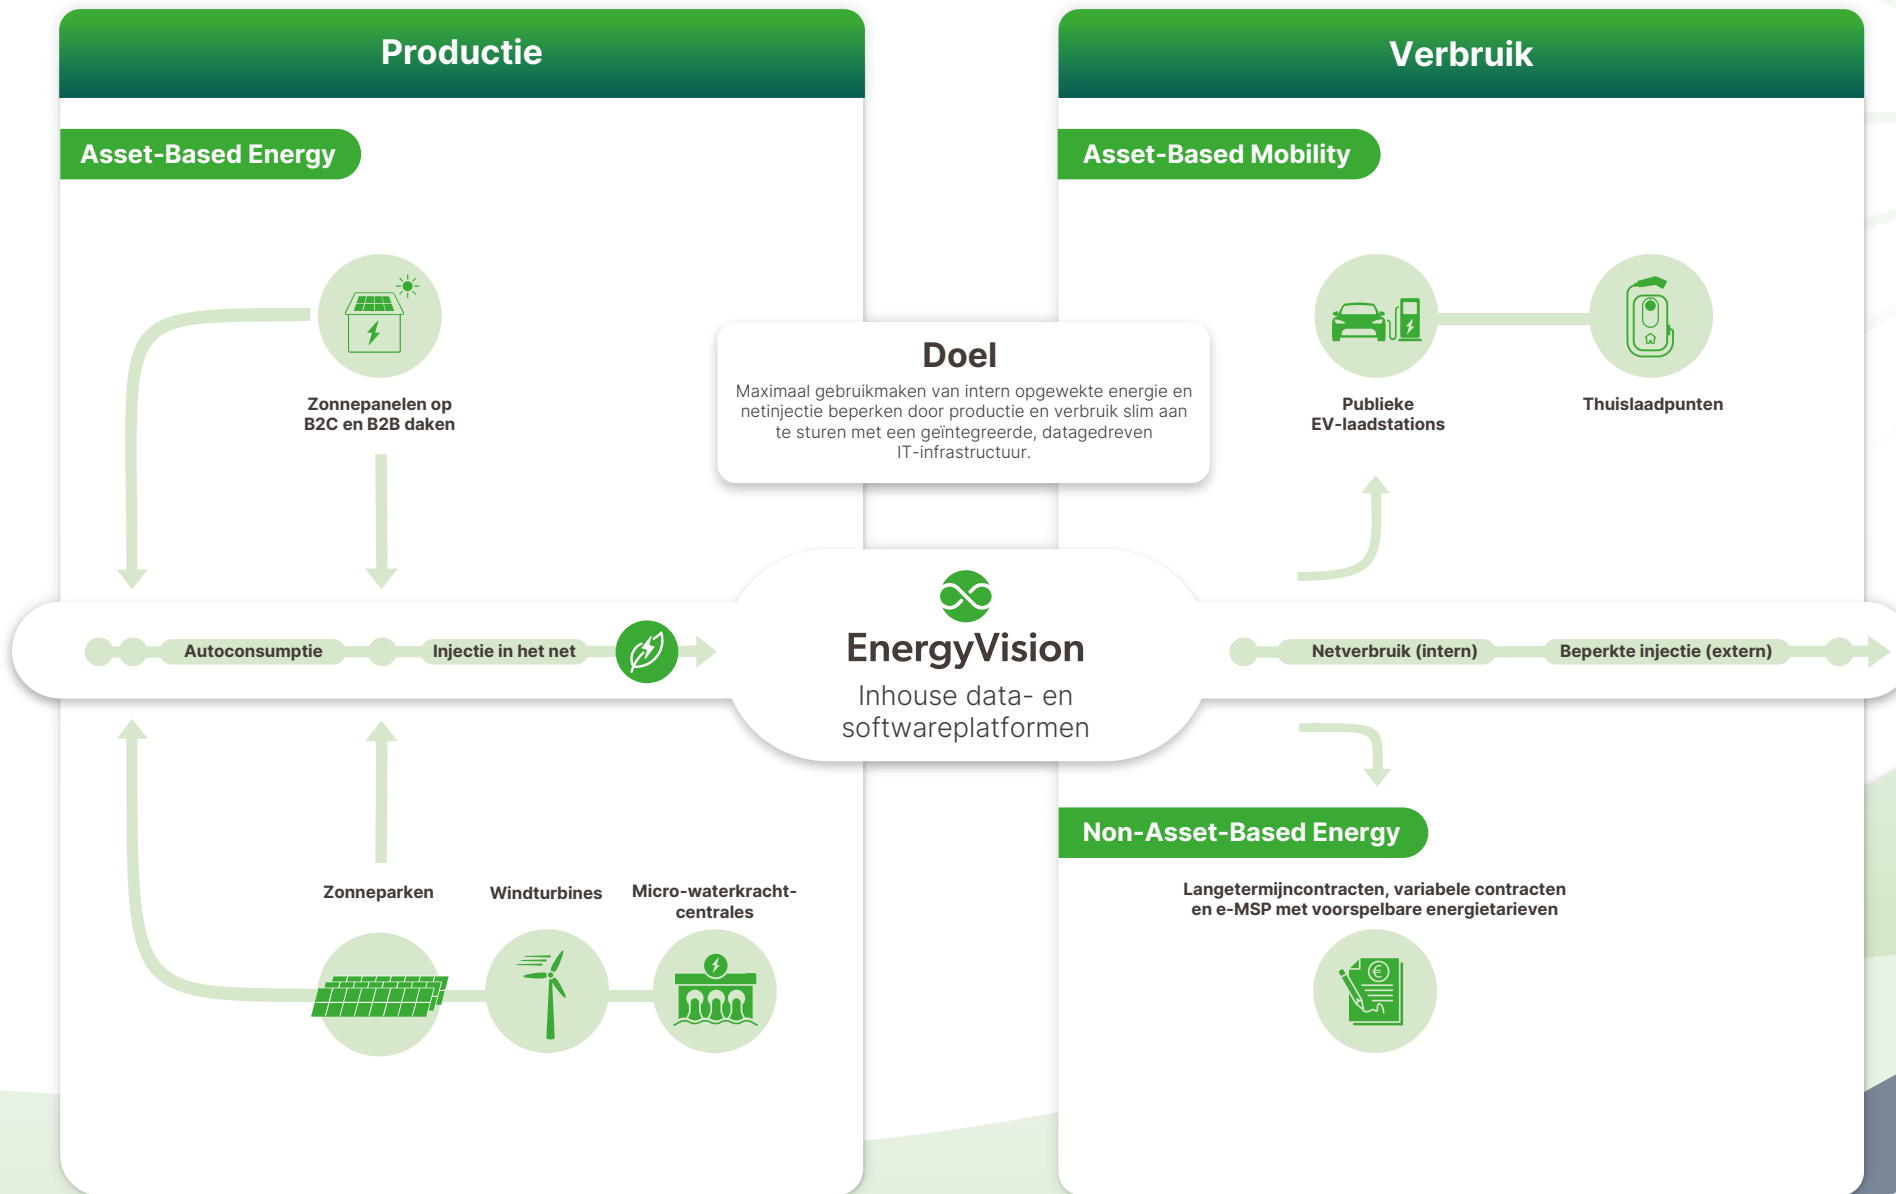 Productie
Verbruik
Asset-Based Energy
Asset-Based Mobility
Zonnepanelen op
B2C en B2B daken
Doel
Maximaal gebruikmaken van intern opgewekte energie en
netinjectie beperken door productie en verbruik slim aan
te sturen met een geïntegreerde, datagedreven
IT-infrastructuur.
Publieke
EV-laadstations
Thuislaadpunten
Autoconsumptie
Injectie in het net
EnergyVision
Inhouse data- en
softwareplatformen
Netverbruik (intern)
Beperkte injectie (extern)
Non-Asset-Based Energy
Zonneparken
Windturbines
Micro-waterkracht-
centrales
Langetermijncontracten, variabele contracten
en e-MSP met voorspelbare energietarieven
€